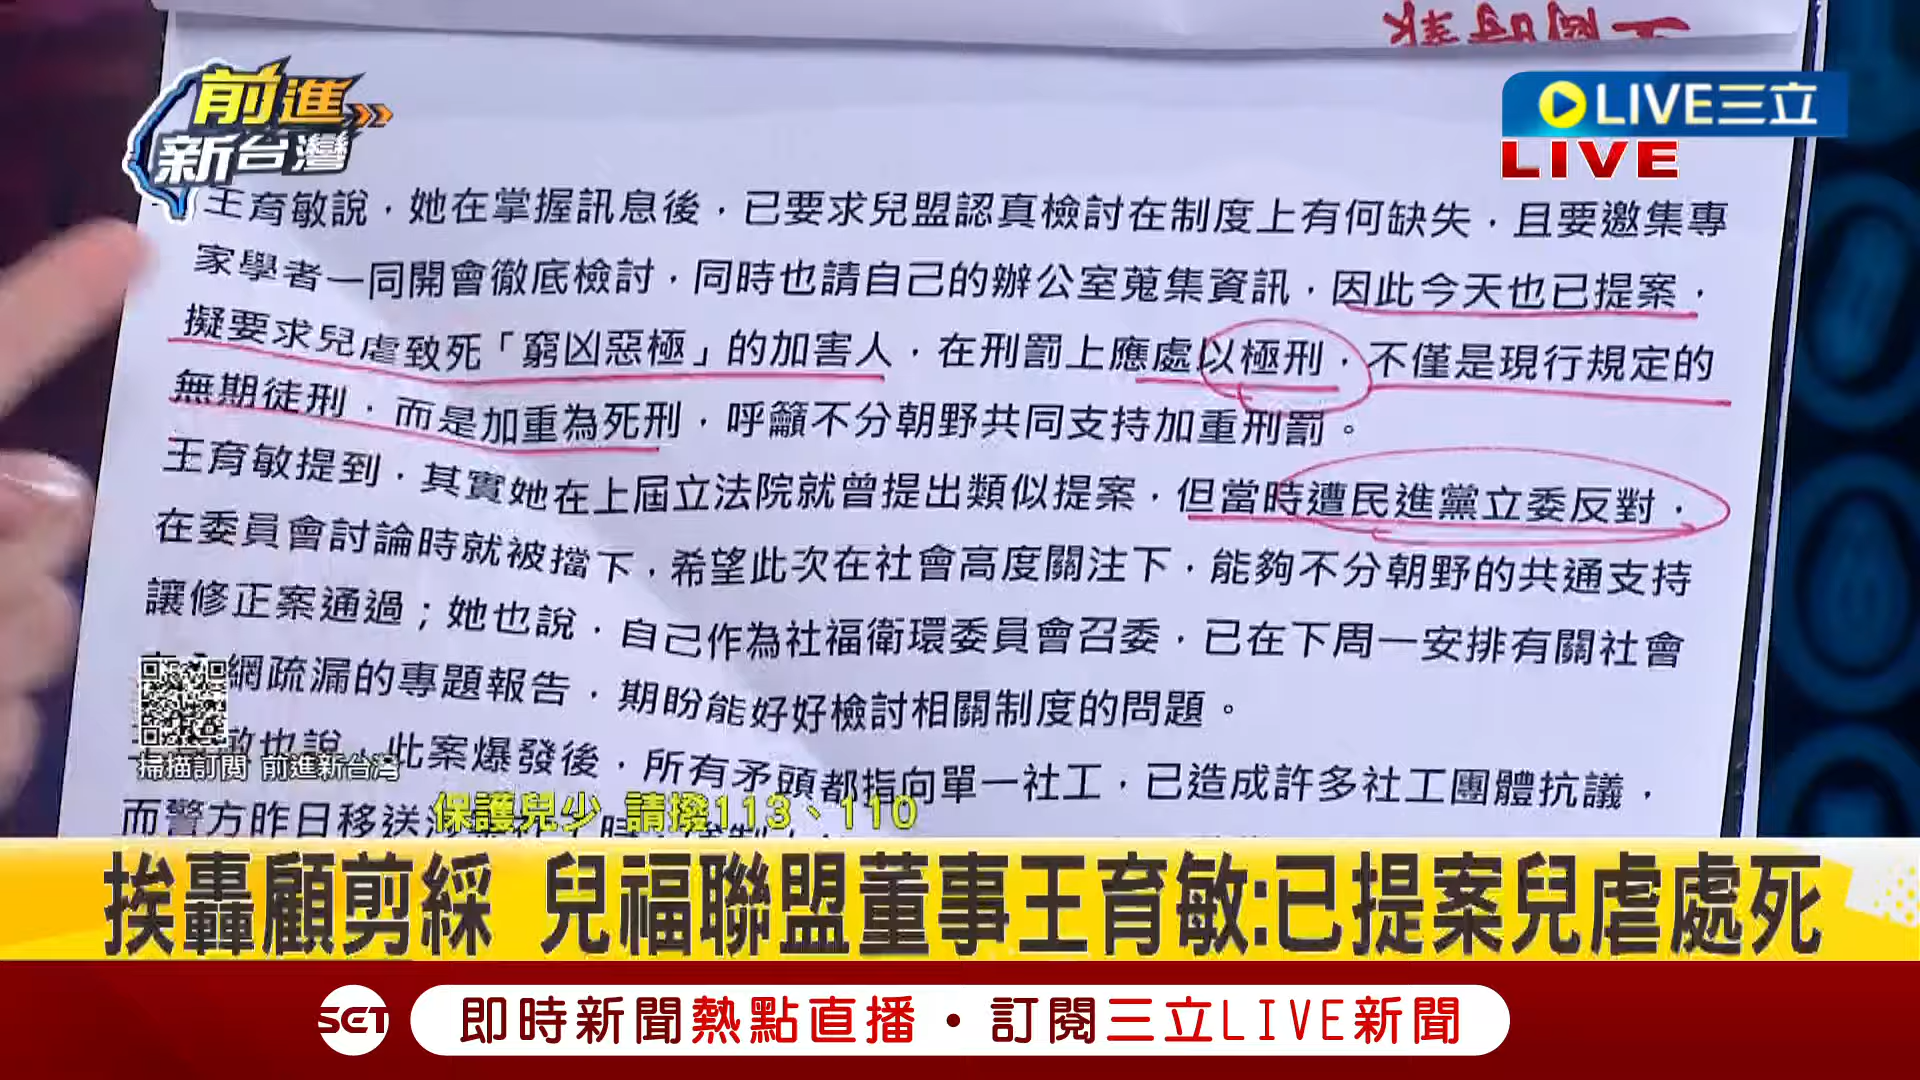 前進
新台灣
LIVE三立
LIVE
王育敏說，她在掌握訊息後，已要求兒盟認真檢討在制度上有何缺失，且要邀集專
家學者一同開會徹底檢討，同時也請自己的辦公室蒐集資訊，因此今天也已提案，
擬要求兒虐致死「窮凶惡極」的加害人，在刑罰上應處以極刑，不僅是現行規定的
無期徒刑，而是加重為死刑，呼籲不分朝野共同支持加重刑罰。
王育敏提到，其實她在上屆立法院就曾提出類似提案，但當時遭民進黨立委反對，
在委員會討論時就被擋下，希望此次在社會高度關注下，能夠不分朝野的共通支持
讓修正案通過；她也說，自己作為社福衛環委員會召委，已在下周一安排有關社會
網疏漏的專題報告，期盼能好好檢討相關制度的問題。
敏也說，此案爆發後，所有矛頭都指向單一社工，已造成許多社工團體抗議，
而警方昨日移送
掃描訂閱 前進新台灣
保護兒少 請撥113、110
挨轟顧剪綵 兒福聯盟董事王育敏:已提案兒虐處死
SET
即時新聞熱點直播・訂閱三立LIVE新聞